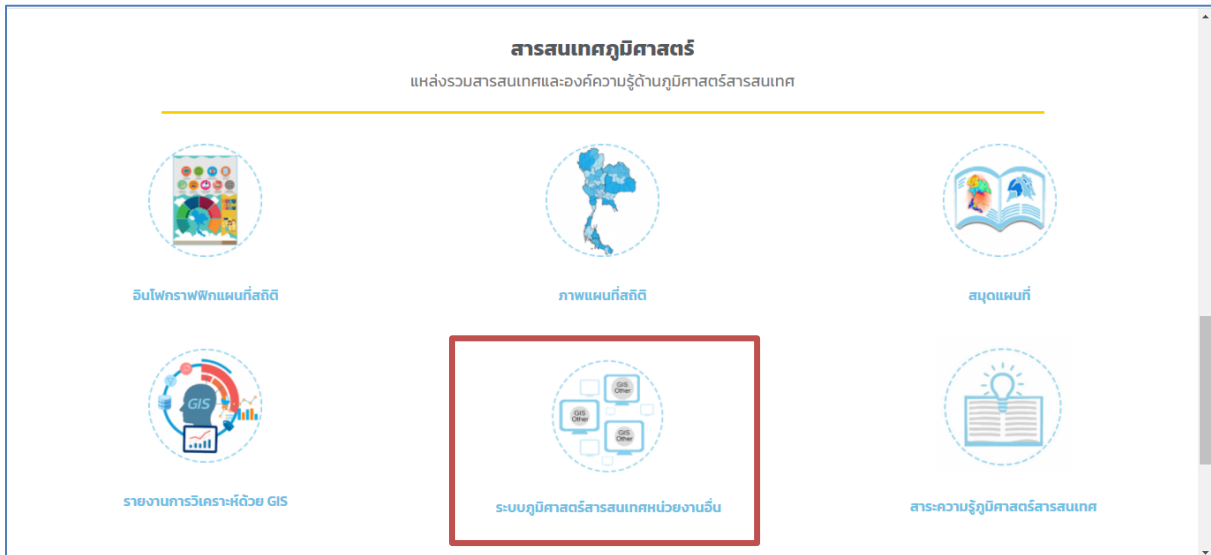 สารสนเทศภูมิศาสตร์
แหล่งรวมสารสนเทศและองค์ความรู้ด้านภูมิศาสตร์สารสนเทศ
อินโฟกราฟฟิกแผนที่สถิติ
ภาพแผนที่สถิติ
สมุดแผนที่
GIS
GIS
Other
GIS
Other
GIS
Other
รายงานการวิเคราะห์ด้วย GIS
ระบบภูมิศาสตร์สารสนเทศหน่วยงานอื่น
สาระความรู้ภูมิศาสตร์สารสนเทศ